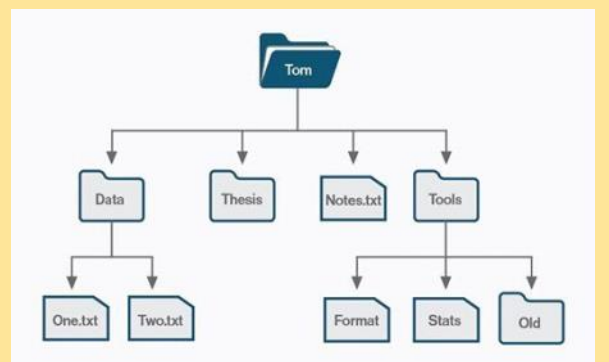 Tom
Data
Thesis
Notes.txt
Tools
One.txt
Two.txt
Format
Stats
Old